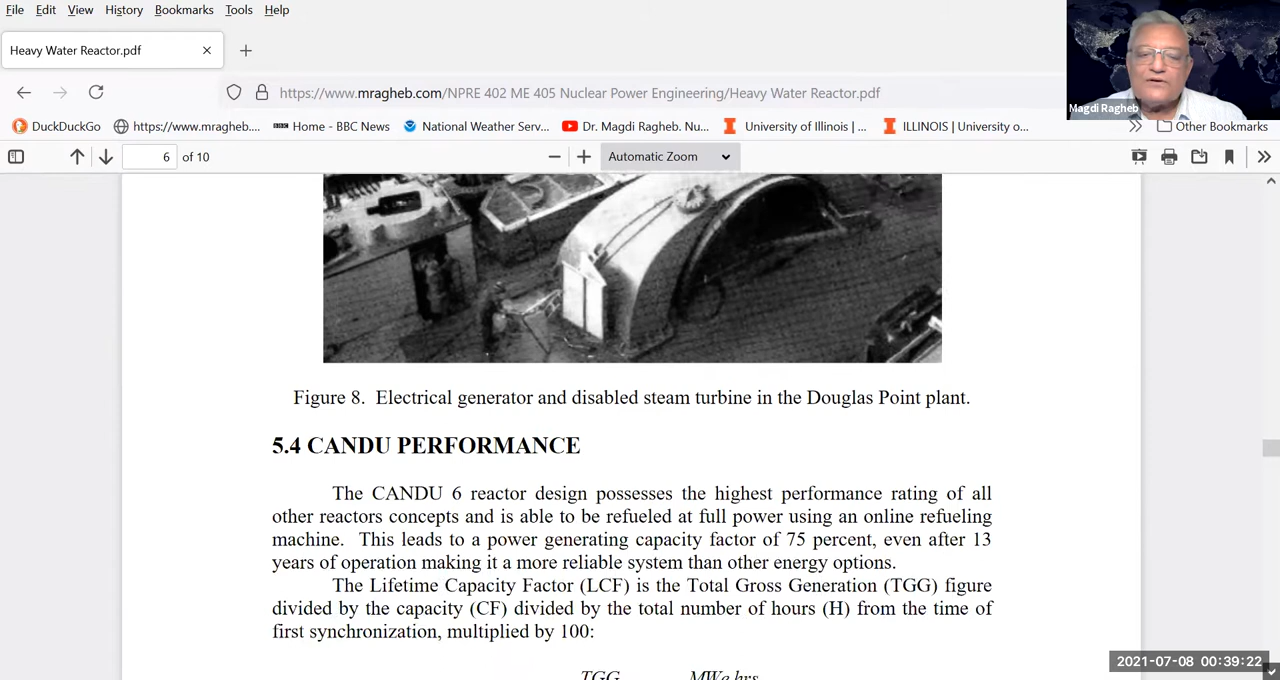 File Edit View History Bookmarks Tools Help
Heavy Water Reactor.pdf
https://www.mragheb.com/NPRE 402 ME 405 Nuclear Power Engineering/Heavy Water Reactor.pdf
Magdi Ragheb
DuckDuckGo https://www.mragheb.... Home - BBC News National Weather Serv... Dr. Magdi Ragheb. Nu... University of Illinois | ... ILLINOIS | University o... Other Bookmarks
6 of 10 Automatic Zoom
Figure 8. Electrical generator and disabled steam turbine in the Douglas Point plant.
5.4 CANDU PERFORMANCE
The CANDU 6 reactor design possesses the highest performance rating of all
other reactors concepts and is able to be refueled at full power using an online refueling
machine. This leads to a power generating capacity factor of 75 percent, even after 13
years of operation making it a more reliable system than other energy options.
The Lifetime Capacity Factor (LCF) is the Total Gross Generation (TGG) figure
divided by the capacity (CF) divided by the total number of hours (H) from the time of
first synchronization, multiplied by 100:
TGG MWe.hrs
2021-07-08 00:39:22